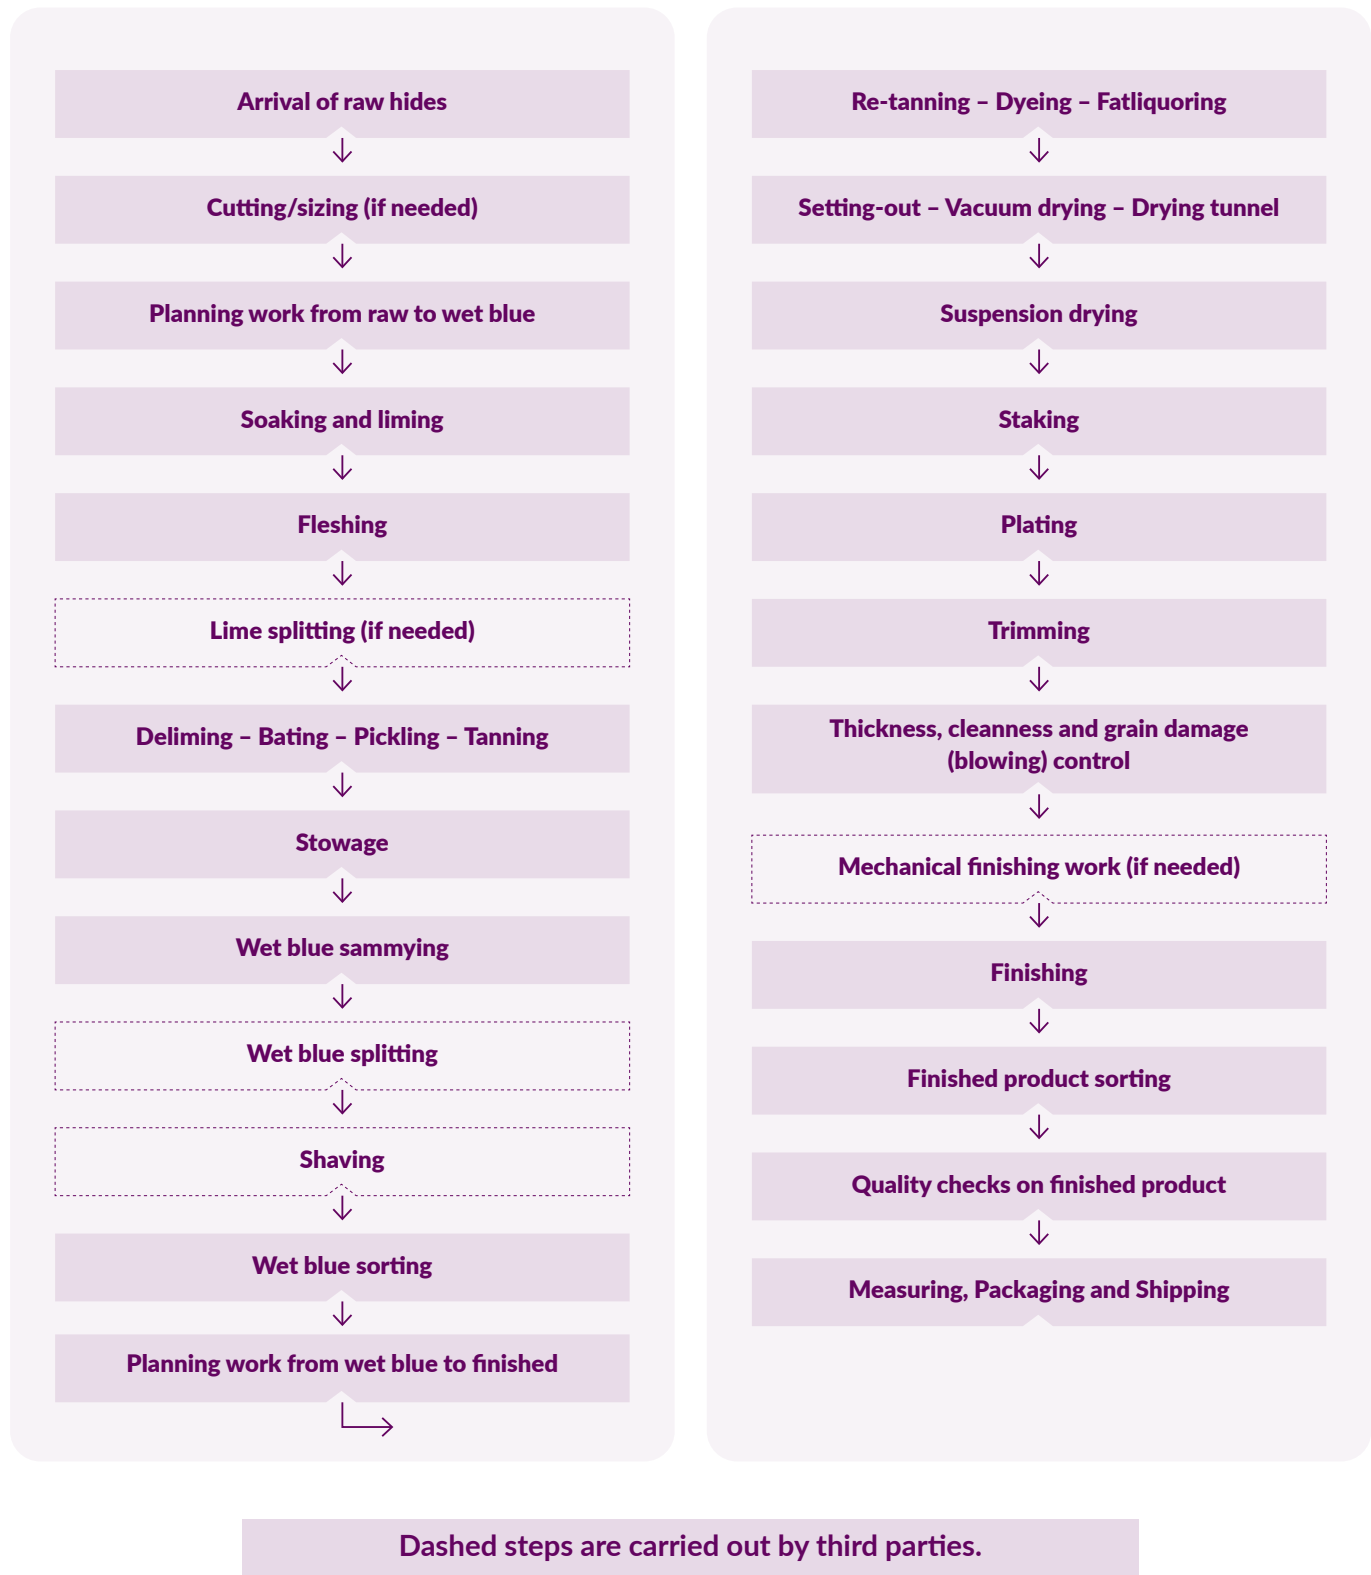 Arrival of raw hides
Cutting/sizing (if needed)
Planning work from raw to wet blue
Soaking and liming
Fleshing
Lime splitting (if needed)
Deliming – Bating – Pickling – Tanning
Stowage
Wet blue sammying
Wet blue splitting
Shaving
Wet blue sorting
Planning work from wet blue to finished
Re-tanning – Dyeing – Fatliquoring
Setting-out – Vacuum drying – Drying tunnel
Suspension drying
Staking
Plating
Trimming
Thickness, cleanness and grain damage
(blowing) control
Mechanical finishing work (if needed)
Finishing
Finished product sorting
Quality checks on finished product
Measuring, Packaging and Shipping
Dashed steps are carried out by third parties.